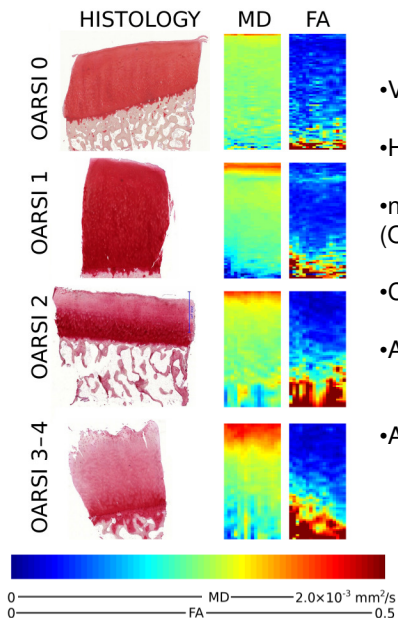 HISTOLOGY MD FA
OARSI 0
•V
•H
OARSI 1
•n
(C
OARSI 2
•C
•A
OARSI 3–4
•A
0 MD 2.0×10⁻³ mm²/s
0 FA 0.5